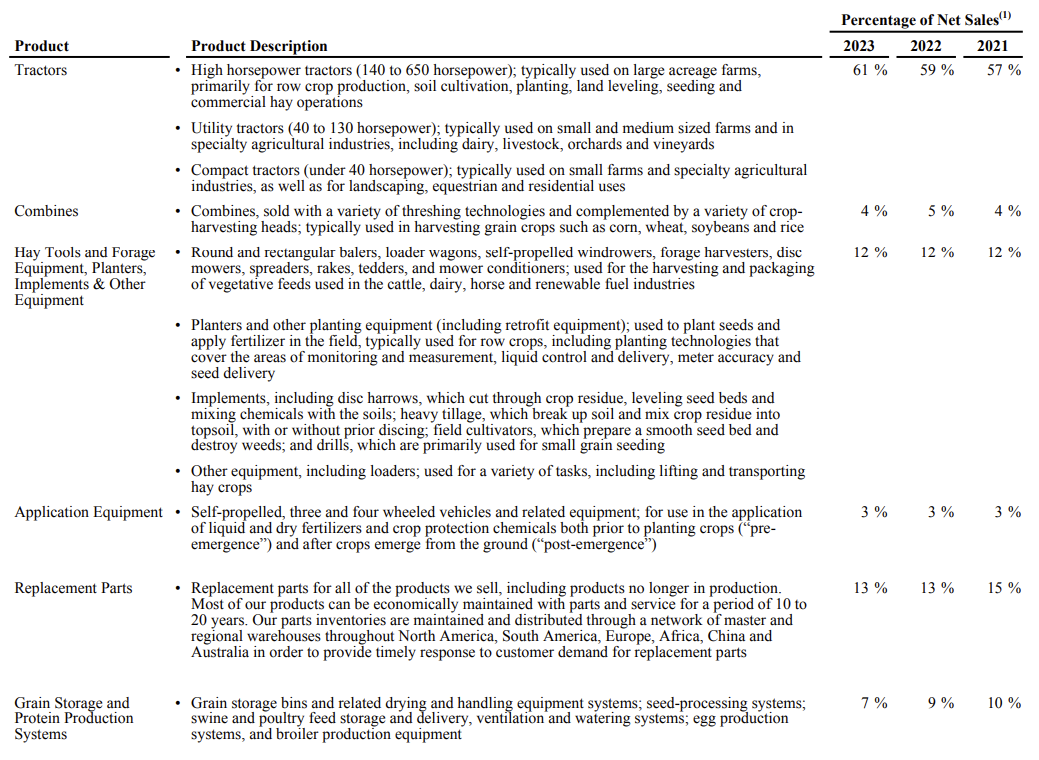 Percentage of Net Sales(1)
Product Product Description 2023 2022 2021
Tractors • High horsepower tractors (140 to 650 horsepower); typically used on large acreage farms, 61 % 59 % 57 %
primarily for row crop production, soil cultivation, planting, land leveling, seeding and
commercial hay operations
• Utility tractors (40 to 130 horsepower); typically used on small and medium sized farms and in
specialty agricultural industries, including dairy, livestock, orchards and vineyards
• Compact tractors (under 40 horsepower); typically used on small farms and specialty agricultural
industries, as well as for landscaping, equestrian and residential uses
Combines • Combines, sold with a variety of threshing technologies and complemented by a variety of crop- 4 % 5 % 4 %
harvesting heads; typically used in harvesting grain crops such as corn, wheat, soybeans and rice
Hay Tools and Forage • Round and rectangular balers, loader wagons, self-propelled windrowers, forage harvesters, disc 12 % 12 % 12 %
Equipment, Planters, mowers, spreaders, rakes, tedders, and mower conditioners; used for the harvesting and packaging
Implements & Other of vegetative feeds used in the cattle, dairy, horse and renewable fuel industries
Equipment
• Planters and other planting equipment (including retrofit equipment); used to plant seeds and
apply fertilizer in the field, typically used for row crops, including planting technologies that
cover the areas of monitoring and measurement, liquid control and delivery, meter accuracy and
seed delivery
• Implements, including disc harrows, which cut through crop residue, leveling seed beds and
mixing chemicals with the soils; heavy tillage, which break up soil and mix crop residue into
topsoil, with or without prior discing; field cultivators, which prepare a smooth seed bed and
destroy weeds; and drills, which are primarily used for small grain seeding
• Other equipment, including loaders; used for a variety of tasks, including lifting and transporting
hay crops
Application Equipment • Self-propelled, three and four wheeled vehicles and related equipment; for use in the application 3 % 3 % 3 %
of liquid and dry fertilizers and crop protection chemicals both prior to planting crops (“pre-
emergence”) and after crops emerge from the ground (“post-emergence”)
Replacement Parts • Replacement parts for all of the products we sell, including products no longer in production. 13 % 13 % 15 %
Most of our products can be economically maintained with parts and service for a period of 10 to
20 years. Our parts inventories are maintained and distributed through a network of master and
regional warehouses throughout North America, South America, Europe, Africa, China and
Australia in order to provide timely response to customer demand for replacement parts
Grain Storage and • Grain storage bins and related drying and handling equipment systems; seed-processing systems; 7 % 9 % 10 %
Protein Production swine and poultry feed storage and delivery, ventilation and watering systems; egg production
Systems systems, and broiler production equipment